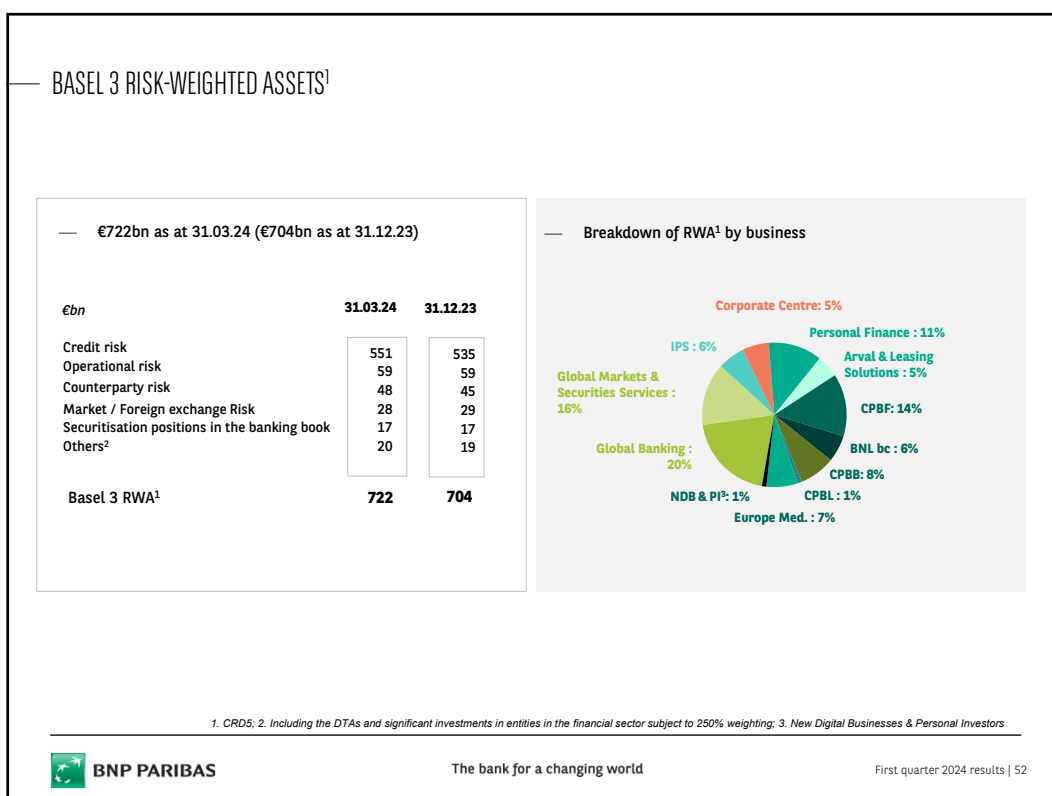 BASEL 3 RISK-WEIGHTED ASSETS¹
— €722bn as at 31.03.24 (€704bn as at 31.12.23)
€bn 31.03.24 31.12.23
Credit risk 551 535
Operational risk 59 59
Counterparty risk 48 45
Market / Foreign exchange Risk 28 29
Securitisation positions in the banking book 17 17
Others² 20 19
Basel 3 RWA¹ 722 704
— Breakdown of RWA¹ by business
Corporate Centre: 5%
Personal Finance : 11%
IPS : 6%
Arval & Leasing
Solutions : 5%
Global Markets &
Securities Services :
16%
CPBF: 14%
Global Banking :
20%
BNL bc : 6%
CPBB: 8%
NDB & PI³: 1%
CPBL : 1%
Europe Med. : 7%
1. CRD5; 2. Including the DTAs and significant investments in entities in the financial sector subject to 250% weighting; 3. New Digital Businesses & Personal Investors
BNP PARIBAS
The bank for a changing world
First quarter 2024 results | 52